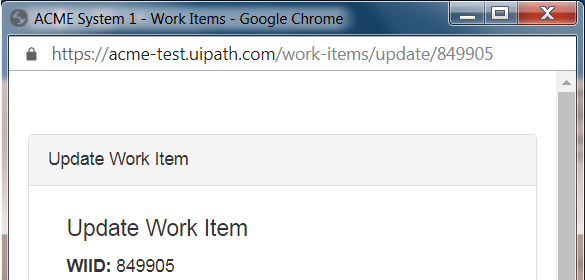 ACME System 1 - Work Items - Google Chrome
https://acme-test.uipath.com/work-items/update/849905
Update Work Item
Update Work Item
WIID: 849905